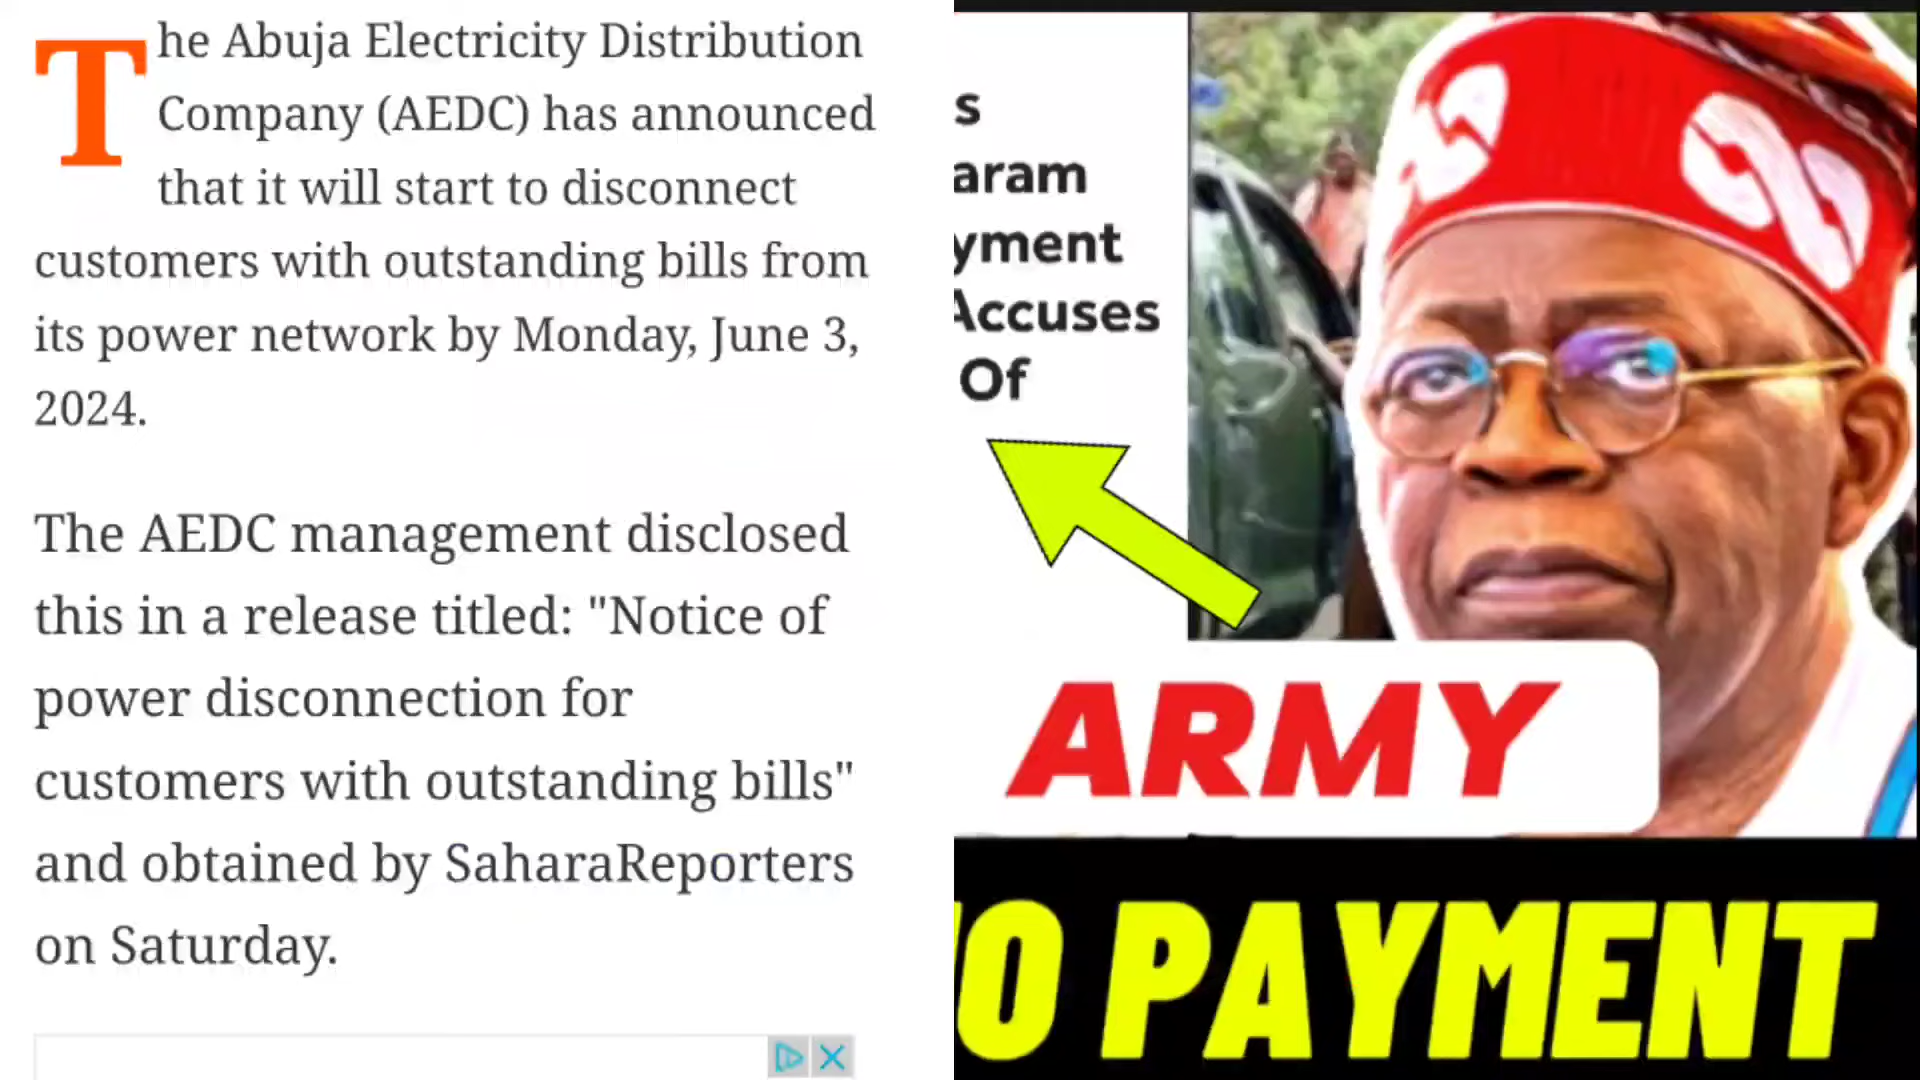 The Abuja Electricity Distribution
Company (AEDC) has announced
that it will start to disconnect
customers with outstanding bills from
its power network by Monday, June 3,
2024.
The AEDC management disclosed
this in a release titled: "Notice of
power disconnection for
customers with outstanding bills"
and obtained by SaharaReporters
on Saturday.
s
aram
yment
Accuses
Of
ARMY
O PAYMENT